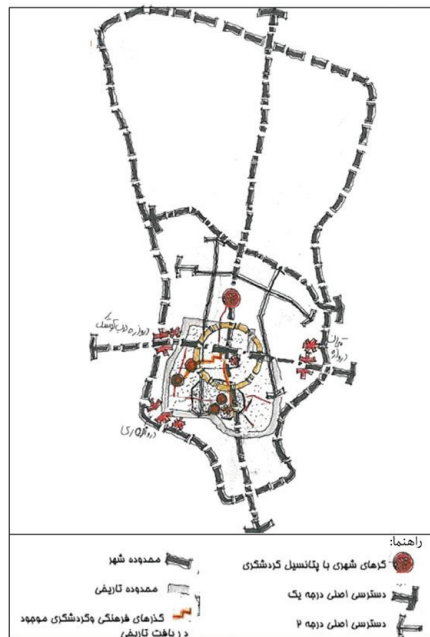 دروازه
دروازه
دروازه ری
راهنما:
گرهای شهری با پتانسیل گردشگری
دسترسی اصلی درجه یک
دسترسی اصلی درجه ۲
محدوده شهر
محدوده تاریخی
گذرهای فرهنگی وگردشگری موجود
در بافت تاریخی